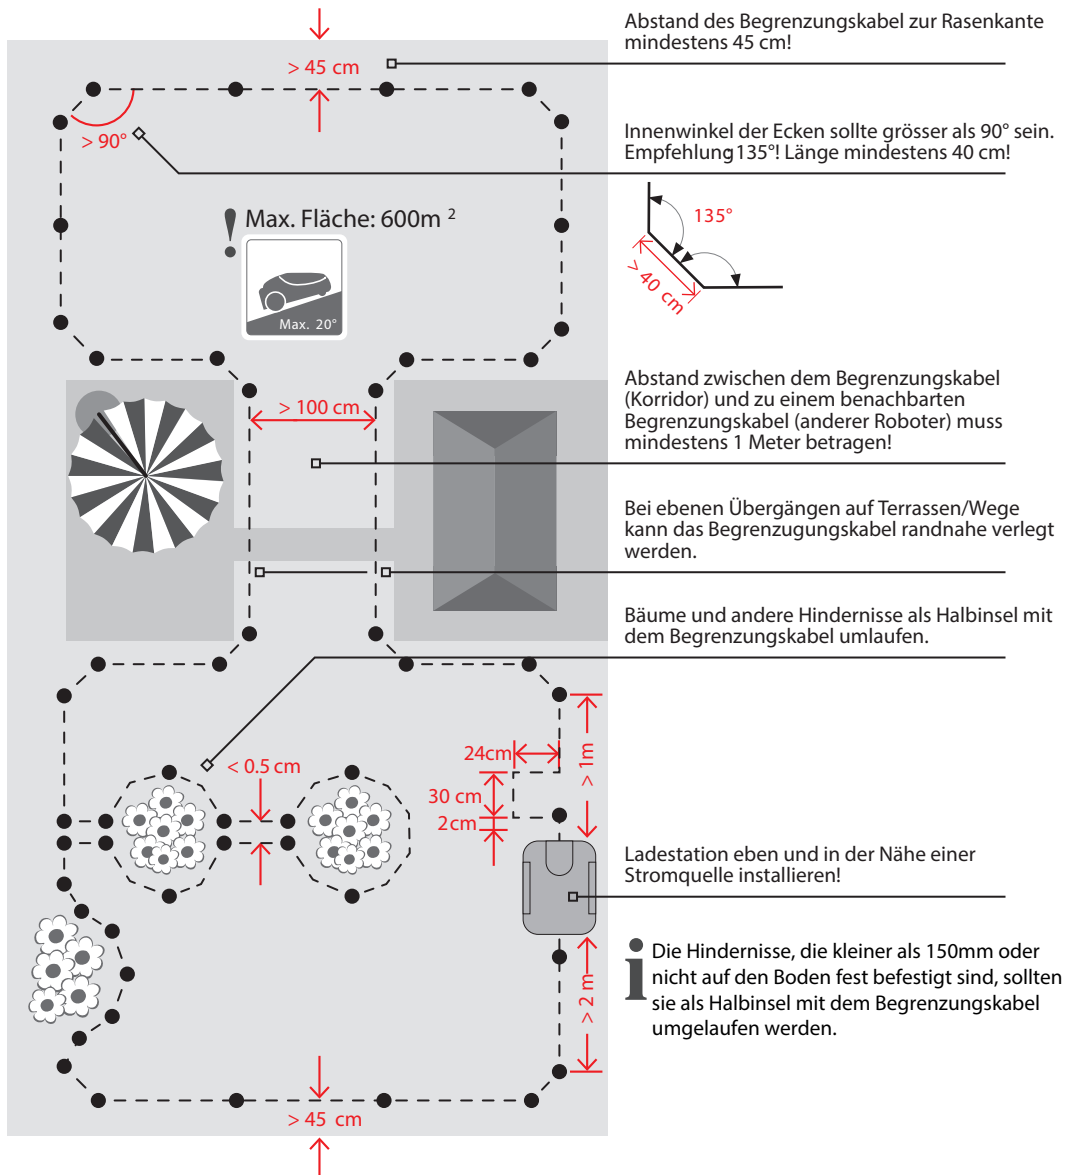 Abstand des Begrenzungskabel zur Rasenkante
mindestens 45 cm!
> 45 cm
> 90°
Innenwinkel der Ecken sollte grösser als 90° sein.
Empfehlung 135°! Länge mindestens 40 cm!
135°
> 40 cm
! Max. Fläche: 600m ²
Max. 20°
> 100 cm
Abstand zwischen dem Begrenzungskabel
(Korridor) und zu einem benachbarten
Begrenzungskabel (anderer Roboter) muss
mindestens 1 Meter betragen!
Bei ebenen Übergängen auf Terrassen/Wege
kann das Begrenzugungskabel randnahe verlegt
werden.
Bäume und andere Hindernisse als Halbinsel mit
dem Begrenzungskabel umlaufen.
< 0.5 cm
24cm
30 cm
2cm
> 1m
Ladestation eben und in der Nähe einer
Stromquelle installieren!
> 2 m
i Die Hindernisse, die kleiner als 150mm oder
nicht auf den Boden fest befestigt sind, sollten
sie als Halbinsel mit dem Begrenzungskabel
umgelaufen werden.
> 45 cm